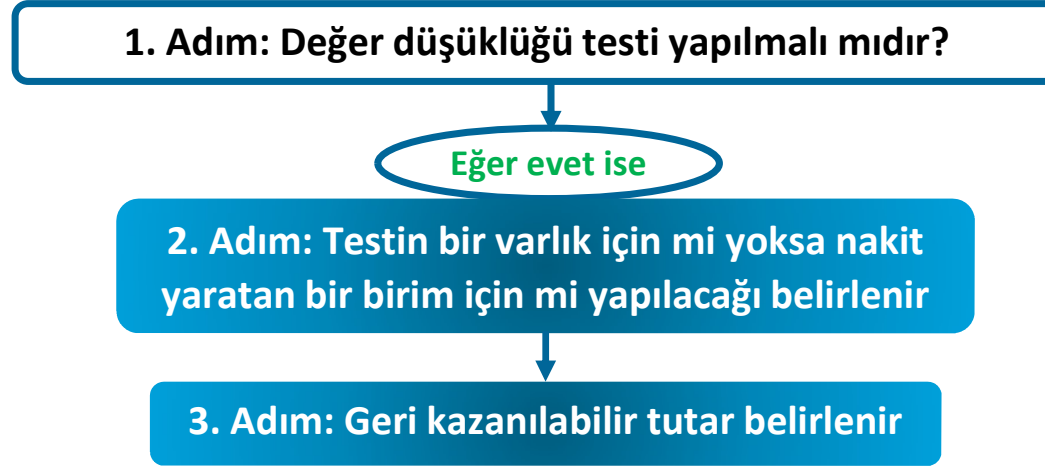 1. Adım: Değer düşüklüğü testi yapılmalı mıdır?
Eğer evet ise
2. Adım: Testin bir varlık için mi yoksa nakit
yaratan bir birim için mi yapılacağı belirlenir
3. Adım: Geri kazanılabilir tutar belirlenir